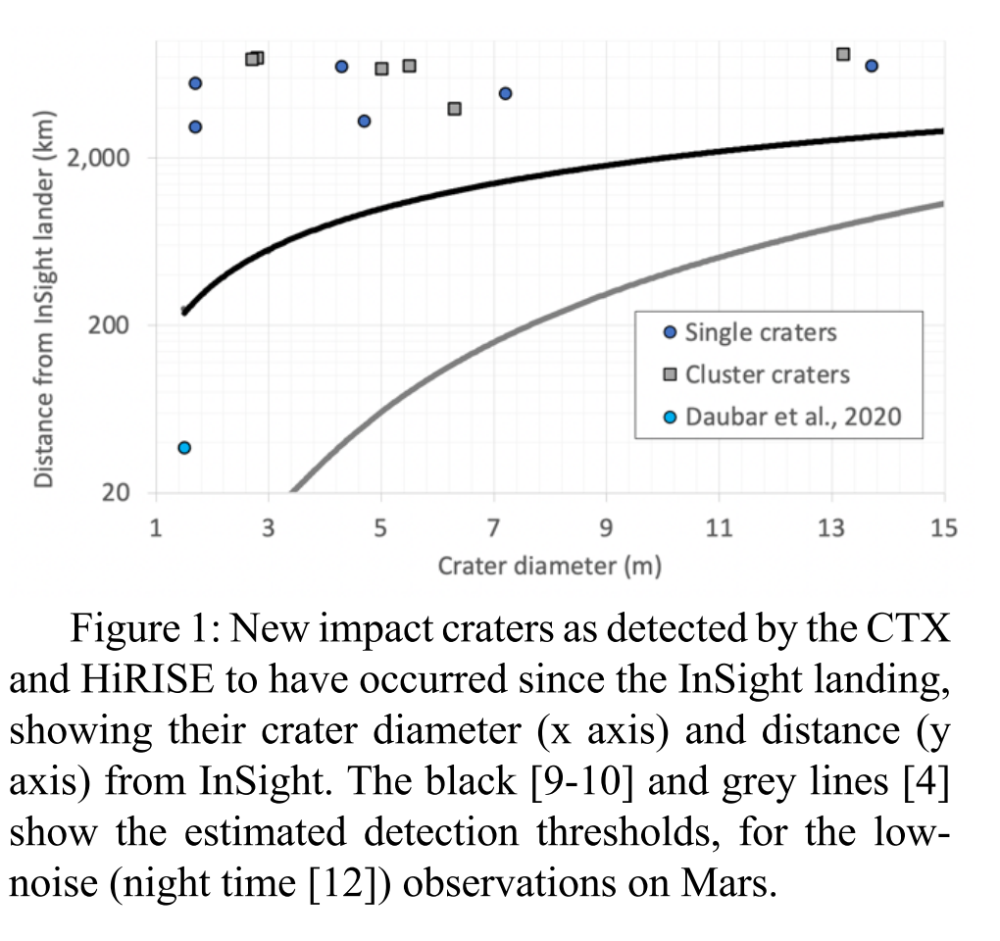 Distance from InSight lander (km)
2,000
200
20
1 3 5 7 9 11 13 15
Crater diameter (m)
Single craters
Cluster craters
Daubar et al., 2020
Figure 1: New impact craters as detected by the CTX
and HiRISE to have occurred since the InSight landing,
showing their crater diameter (x axis) and distance (y
axis) from InSight. The black [9-10] and grey lines [4]
show the estimated detection thresholds, for the low-
noise (night time [12]) observations on Mars.